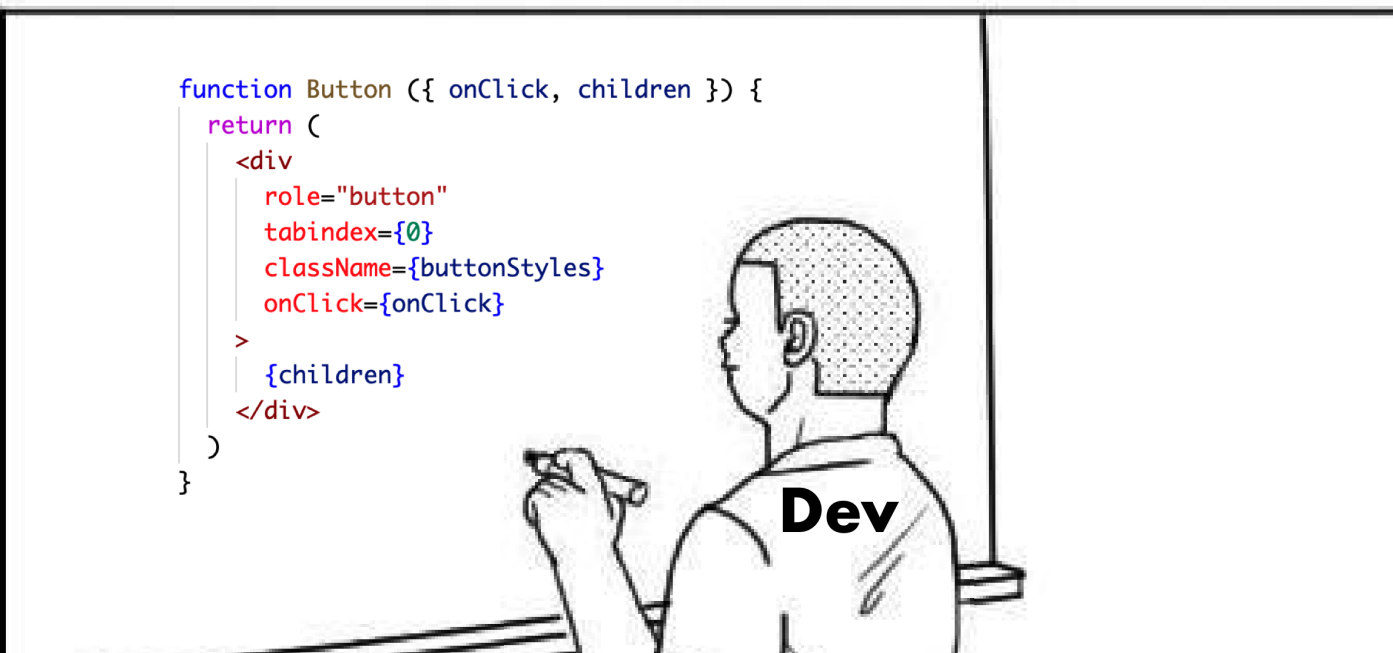 function Button ({ onClick, children }) {
  return (
    <div
      role="button"
      tabindex={0}
      className={buttonStyles}
      onClick={onClick}
    >
      {children}
    </div>
  )
}
Dev